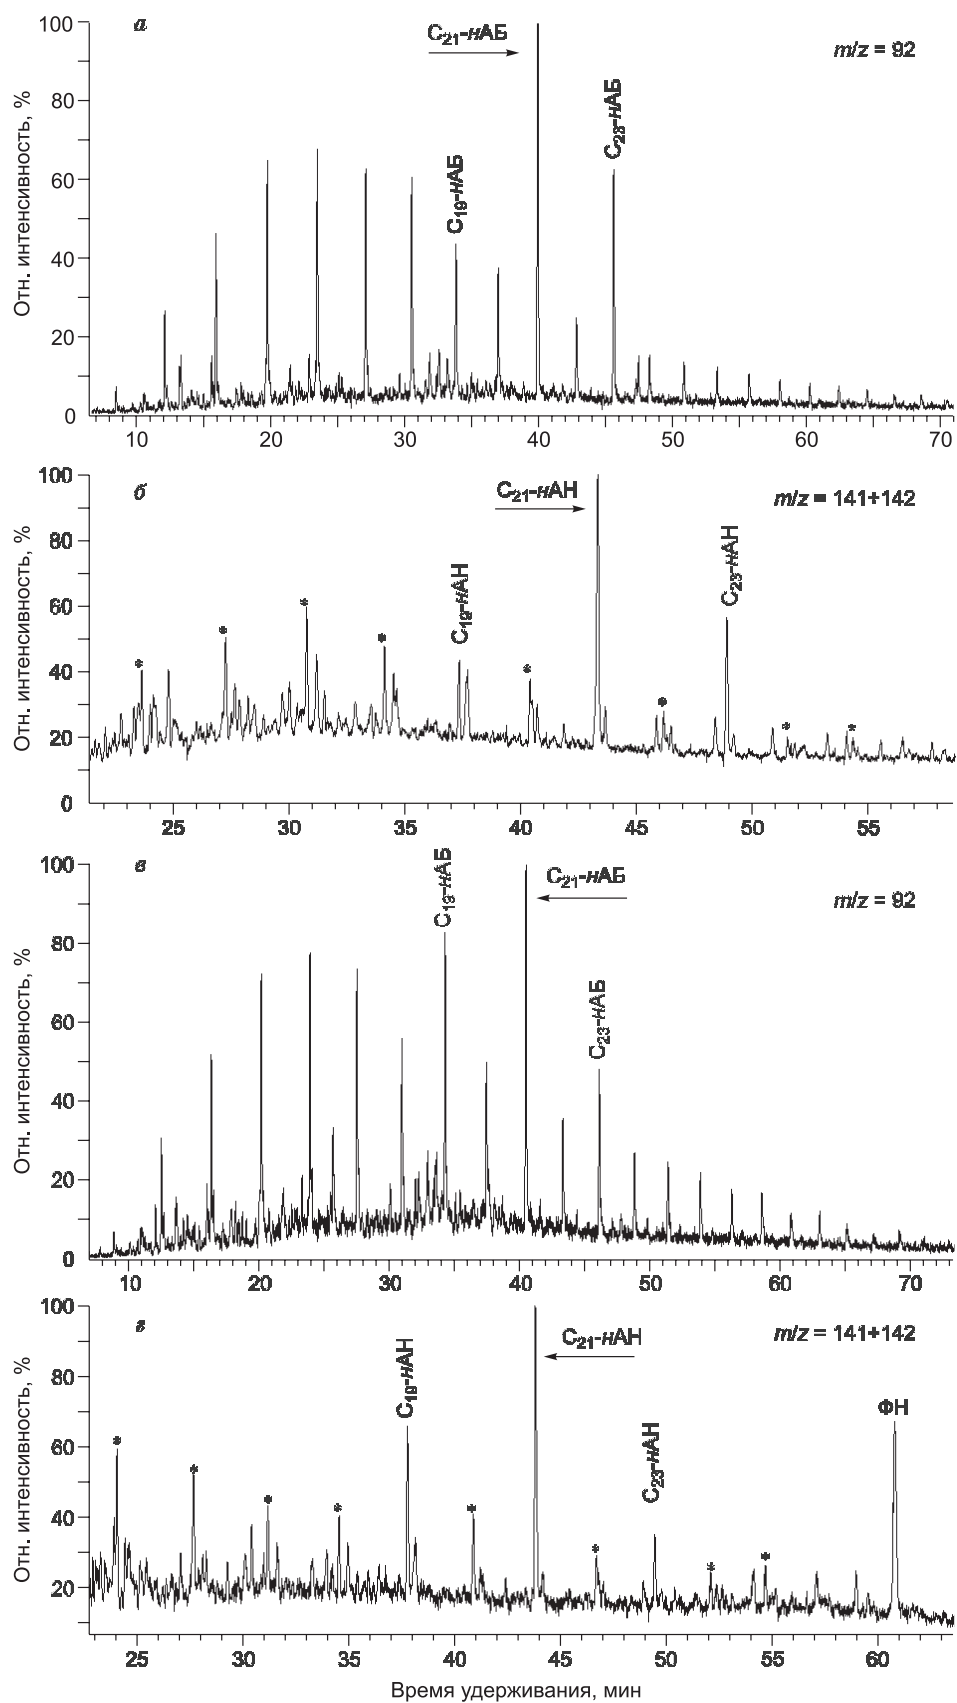 Отн. интенсивность, %
а
m/z = 92
C21-нАБ
C19-нАБ
C23-нАБ
100
80
60
40
20
0
10 20 30 40 50 60 70
Отн. интенсивность, %
б
m/z = 141+142
C21-нАН
C19-нАН
C23-нАН
* * * * * * * *
100
80
60
40
20
0
25 30 35 40 45 50 55
Отн. интенсивность, %
в
m/z = 92
C19-нАБ
C21-нАБ
C23-нАБ
100
80
60
40
20
0
10 20 30 40 50 60 70
Отн. интенсивность, %
г
m/z = 141+142
C19-нАН
C21-нАН
C23-нАН
ФН
* * * * * * * *
100
80
60
40
20
25 30 35 40 45 50 55 60
Время удерживания, мин